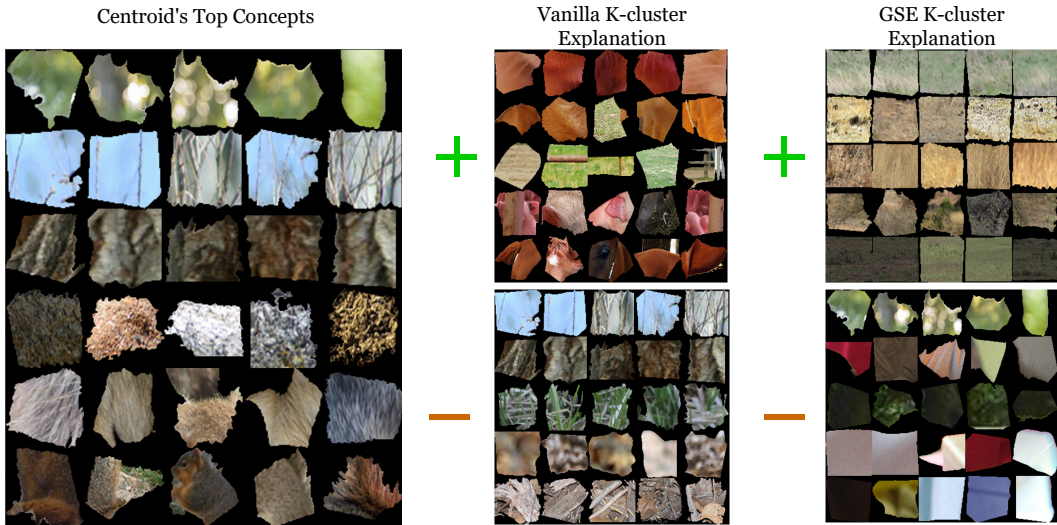 Centroid's Top Concepts
Vanilla K-cluster
Explanation
GSE K-cluster
Explanation